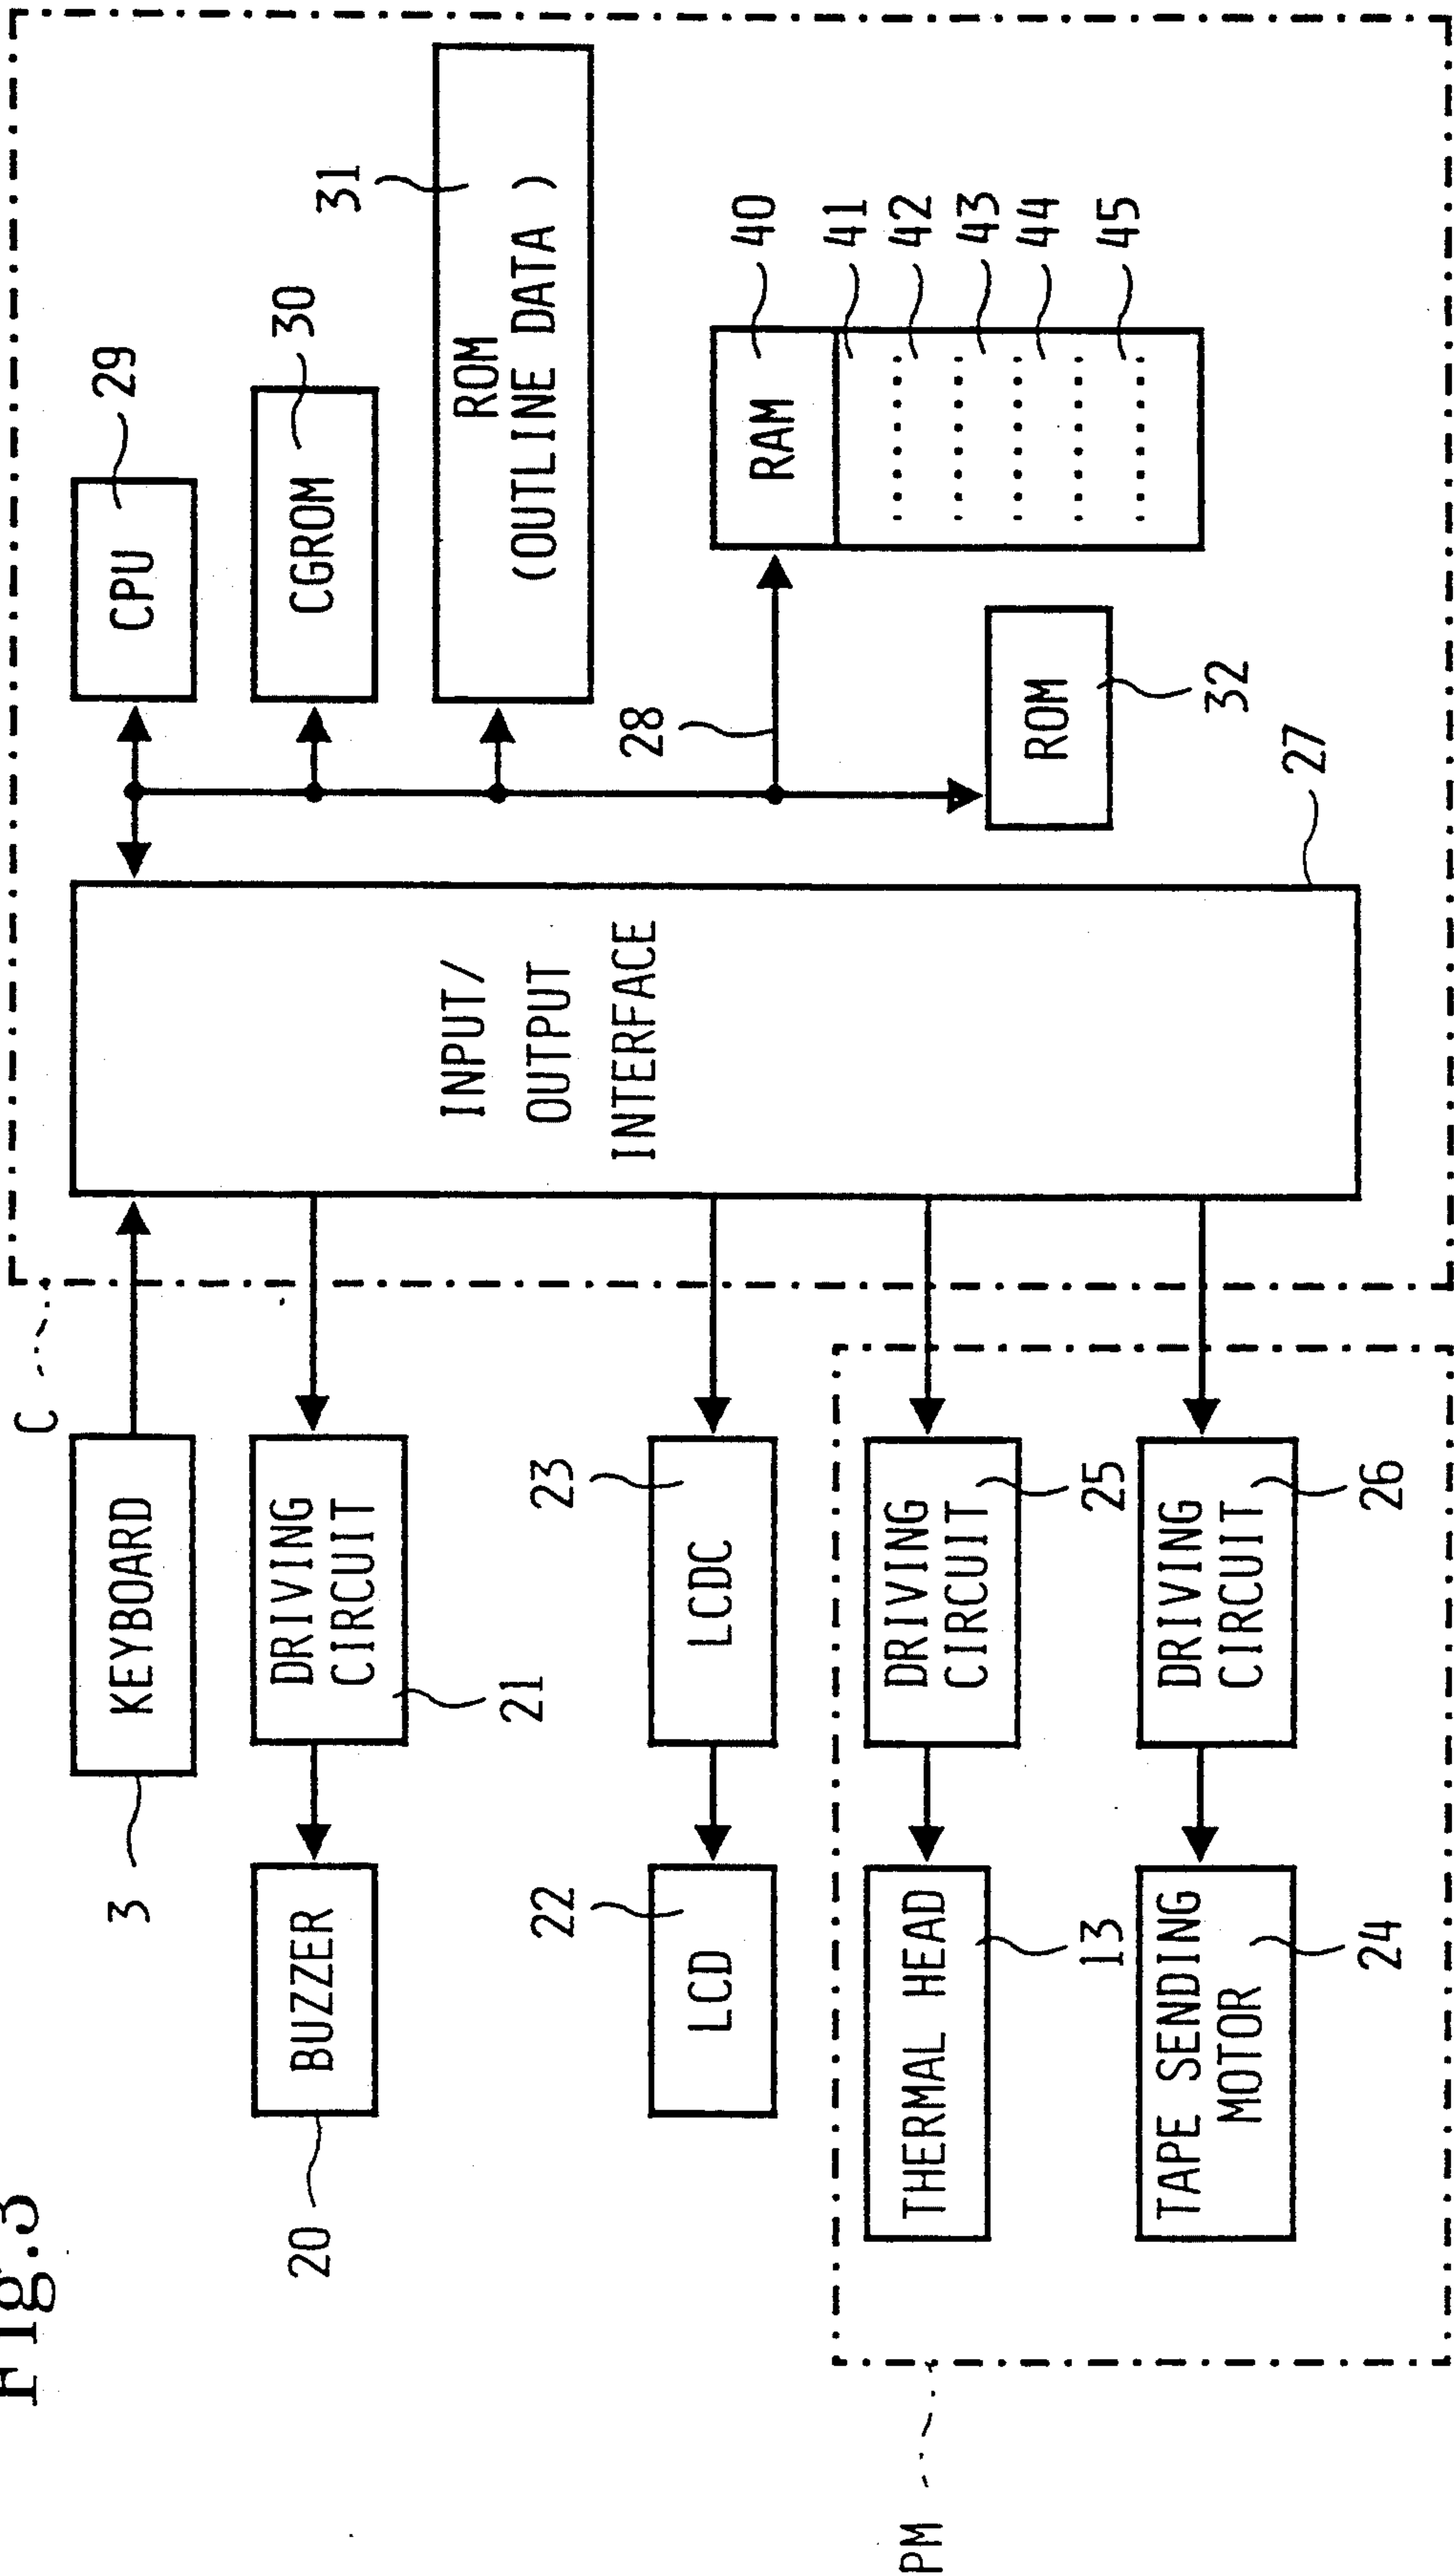 Fig.3
C
3
KEYBOARD
INPUT/
OUTPUT
INTERFACE
27
CPU
29
20
BUZZER
DRIVING
CIRCUIT
21
CGROM
30
ROM
(OUTLINE DATA )
31
28
22
LCD
23
LCDC
RAM
40
41
42
43
44
45
ROM
32
PM
THERMAL HEAD
13
DRIVING
CIRCUIT
25
TAPE SENDING
MOTOR
24
DRIVING
CIRCUIT
26